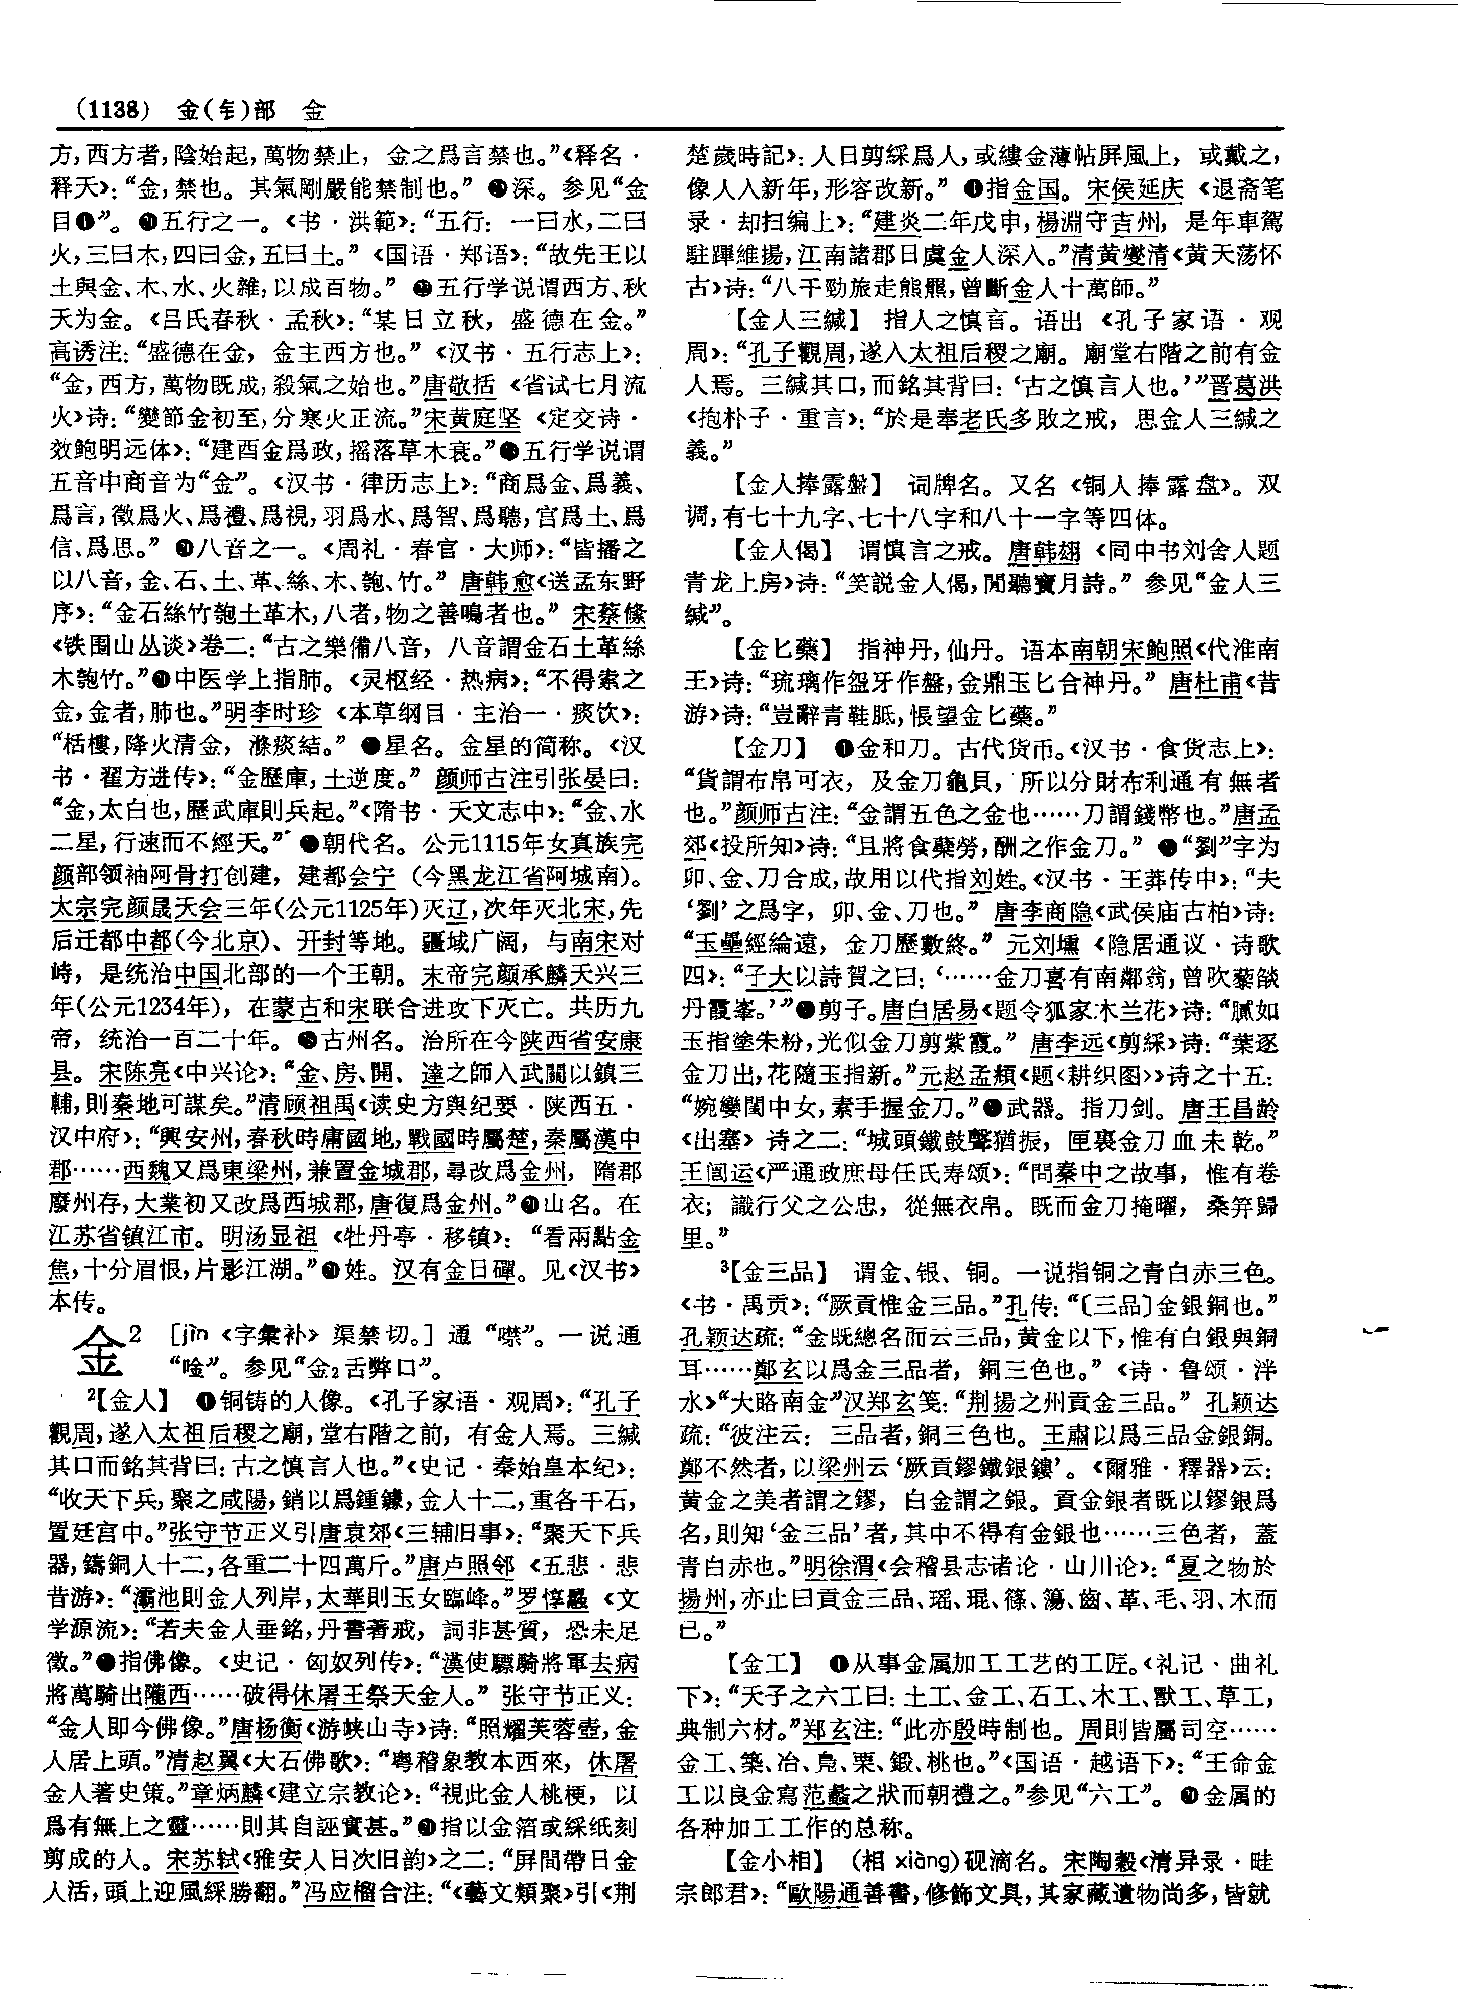 (1138) 金(钅)部 金
方,西方者,陰始起,萬物禁止, 金之爲言禁也。”《释名·
释天》:“金,禁也。其氣剛嚴能禁制也。” 深。参见“金
目❶”。 五行之一。《书·洪範》:“五行: 一曰水,二曰
火,三曰木,四曰金,五曰土。”《国语·郑语》:“故先王以
土與金、木、水、火雜,以成百物。” 五行学说谓西方、秋
天为金。《吕氏春秋·孟秋》:“某日立秋,盛德在金。”
高诱注:“盛德在金, 金主西方也。”《汉书·五行志上》:
“金,西方,萬物既成,殺氣之始也。”唐敬括《省试七月流
火》诗:“變節金初至,分寒火正流。”宋黄庭坚《定交诗·
效鲍明远体》:“建酉金爲政,摇落草木衰。” 五行学说谓
五音中商音为“金”。《汉书·律历志上》:“商爲金、爲義、
爲言,徵爲火、爲禮、爲視,羽爲水、爲智、爲聽,宫爲土、爲
信、爲思。” 八音之一。《周礼·春官·大师》:“皆播之
以八音,金、石、土、革、絲、木、匏、竹。” 唐韩愈《送孟东野
序》:“金石絲竹匏土革木,八者,物之善鳴者也。” 宋蔡絛
《铁围山丛谈》卷二:“古之樂備八音, 八音謂金石土革絲
木匏竹。” 中医学上指肺。《灵枢经·热病》:“不得索之
金,金者,肺也。”明李时珍《本草纲目·主治一·痰饮》:
“栝樓,降火清金, 滌痰結。” 星名。金星的简称。《汉
书·翟方进传》:“金歷庫,土逆度。” 颜师古注引张晏曰:
“金,太白也,歷武庫則兵起。”《隋书·天文志中》:“金、水
二星,行速而不經天。” 朝代名。公元1115年女真族完
颜部领袖阿骨打创建, 建都会宁(今黑龙江省阿城南)。
太宗完颜晟天会三年(公元1125年)灭辽,次年灭北宋,先
后迁都中都(今北京)、开封等地。疆域广阔, 与南宋对
峙, 是统治中国北部的一个王朝。末帝完颜承麟天兴三
年(公元1234年), 在蒙古和宋联合进攻下灭亡。共历九
帝, 统治一百二十年。 古州名。治所在今陕西省安康
县。宋陈亮《中兴论》:“金、房、開、達之師入武關以鎮三
輔,則秦地可謀矣。”清顾祖禹《读史方舆纪要·陕西五·
汉中府》:“興安州,春秋時庸國地,戰國時屬楚,秦屬漢中
郡……西魏又爲東梁州,兼置金城郡,尋改爲金州, 隋郡
廢州存,大業初又改爲西城郡,唐復爲金州。” 山名。在
江苏省镇江市。明汤显祖《牡丹亭·移镇》:“看兩點金
焦,十分眉恨,片影江湖。” 姓。汉有金日磾。见《汉书》
本传。
金² [jìn《字彙补》渠禁切。] 通“噤”。一说通
“唫”。参见“金₂舌弊口”。
²【金人】 ❶铜铸的人像。《孔子家语·观周》:“孔子
觀周,遂入太祖后稷之廟,堂右階之前, 有金人焉。三緘
其口而銘其背曰:古之慎言人也。”《史记·秦始皇本纪》:
“收天下兵,聚之咸陽,銷以爲鍾鐻,金人十二,重各千石,
置廷宫中。”张守节正义引唐袁郊《三辅旧事》:“聚天下兵
器,鑄銅人十二,各重二十四萬斤。”唐卢照邻《五悲·悲
昔游》:“灞池則金人列岸,太華則玉女臨峰。”罗惇曧《文
学源流》:“若夫金人垂銘,丹書著戒, 詞非甚質, 恐未足
徵。”❷指佛像。《史记·匈奴列传》:“漢使驃騎將軍去病
將萬騎出隴西……破得休屠王祭天金人。” 张守节正义:
“金人即今佛像。”唐杨衡《游峡山寺》诗:“照耀芙蓉壺,金
人居上頭。”清赵翼《大石佛歌》:“粤稽象教本西來, 休屠
金人著史策。”章炳麟《建立宗教论》:“視此金人桃梗, 以
爲有無上之靈……則其自誣實甚。”❸指以金箔或綵纸刻
剪成的人。宋苏轼《雅安人日次旧韵》之二:“屏間帶日金
人活,頭上迎風綵勝翻。”冯应榴合注:“《藝文類聚》引《荆
楚歲時記》:人日剪綵爲人,或縷金薄帖屏風上, 或戴之,
像人入新年,形容改新。” ❹指金国。宋侯延庆《退斋笔
录·却扫编上》:“建炎二年戊申,楊淵守吉州, 是年車駕
駐蹕維揚,江南諸郡日虞金人深入。”清黄燮清《黄天荡怀
古》诗:“八千勁旅走熊羆,曾斷金人十萬師。”
【金人三緘】 指人之慎言。语出《孔子家语·观
周》:“孔子觀周,遂入太祖后稷之廟。廟堂右階之前有金
人焉。三緘其口,而銘其背曰:‘古之慎言人也。’”晋葛洪
《抱朴子·重言》:“於是奉老氏多敗之戒, 思金人三緘之
義。”
【金人捧露盤】 词牌名。又名《铜人捧露盘》。双
调,有七十九字、七十八字和八十一字等四体。
【金人偈】 谓慎言之戒。唐韩翃《同中书刘舍人题
青龙上房》诗:“笑説金人偈,閒聽寶月詩。” 参见“金人三
緘”。
【金匕藥】 指神丹,仙丹。语本南朝宋鲍照《代淮南
王》诗:“琉璃作盌牙作盤,金鼎玉匕合神丹。” 唐杜甫《昔
游》诗:“豈辭青鞋胝,悵望金匕藥。”
【金刀】 ❶金和刀。古代货币。《汉书·食货志上》:
“貨謂布帛可衣, 及金刀龜貝, 所以分財布利通有無者
也。”颜师古注:“金謂五色之金也……刀謂錢幣也。”唐孟
郊《投所知》诗:“且將食蘗勞,酬之作金刀。” ❷“劉”字为
卯、金、刀合成,故用以代指刘姓。《汉书·王莽传中》:“夫
‘劉’之爲字, 卯、金、刀也。” 唐李商隐《武侯庙古柏》诗:
“玉壘經綸遠, 金刀歷數終。” 元刘壎《隐居通议·诗歌
四》:“子大以詩賀之曰:‘……金刀喜有南鄰翁,曾吹藜燄
丹霞峯。’”❸剪子。唐白居易《题令狐家木兰花》诗:“膩如
玉指塗朱粉,光似金刀剪紫霞。” 唐李远《剪綵》诗:“葉逐
金刀出,花隨玉指新。”元赵孟頫《题〈耕织图〉》诗之十五:
“婉孌閨中女,素手握金刀。”❹武器。指刀剑。唐王昌龄
《出塞》诗之二:“城頭鐵鼓聲猶振, 匣裏金刀血未乾。”
王闿运《严通政庶母任氏寿颂》:“問秦中之故事, 惟有卷
衣; 識行父之公忠, 從無衣帛。既而金刀掩曜, 桑笄歸
里。”
³【金三品】 谓金、银、铜。一说指铜之青白赤三色。
《书·禹贡》:“厥貢惟金三品。”孔传:“〔三品〕金銀銅也。”
孔颖达疏:“金既總名而云三品,黄金以下,惟有白銀與銅
耳……鄭玄以爲金三品者, 銅三色也。”《诗·鲁颂·泮
水》“大賂南金”汉郑玄笺:“荆揚之州貢金三品。” 孔颖达
疏:“彼注云: 三品者,銅三色也。王肅以爲三品金銀銅。
鄭不然者,以梁州云‘厥貢鏐鐵銀鏤’。《爾雅·釋器》云:
黄金之美者謂之鏐, 白金謂之銀。貢金銀者既以鏐銀爲
名,則知‘金三品’者,其中不得有金銀也……三色者, 蓋
青白赤也。”明徐渭《会稽县志诸论·山川论》:“夏之物於
揚州,亦止曰貢金三品、瑶、琨、篠、簜、齒、革、毛、羽、木而
已。”
【金工】 ❶从事金属加工工艺的工匠。《礼记·曲礼
下》:“天子之六工曰: 土工、金工、石工、木工、獸工、草工,
典制六材。”郑玄注:“此亦殷時制也。周則皆屬司空……
金工、築、冶、鳧、栗、鍛、桃也。”《国语·越语下》:“王命金
工以良金寫范蠡之狀而朝禮之。”参见“六工”。 ❷金属的
各种加工工作的总称。
【金小相】 (相 xiàng)砚滴名。宋陶穀《清异录·畦
宗郎君》:“歐陽通善書,修飾文具,其家藏遺物尚多,皆就